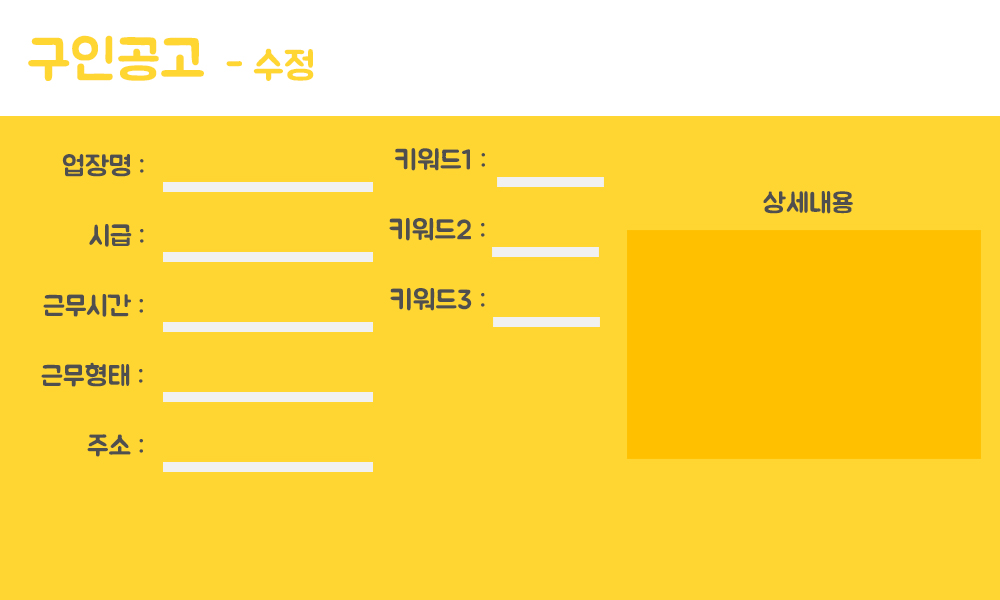 구인공고 - 수정
업장명 :
시급 :
근무시간 :
근무형태 :
주소 :
키워드1 :
키워드2 :
키워드3 :
상세내용